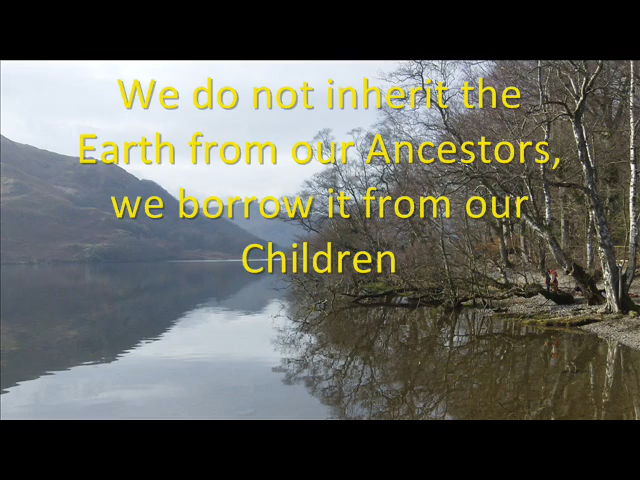 We do not inherit the
Earth from our Ancestors,
we borrow it from our
Children